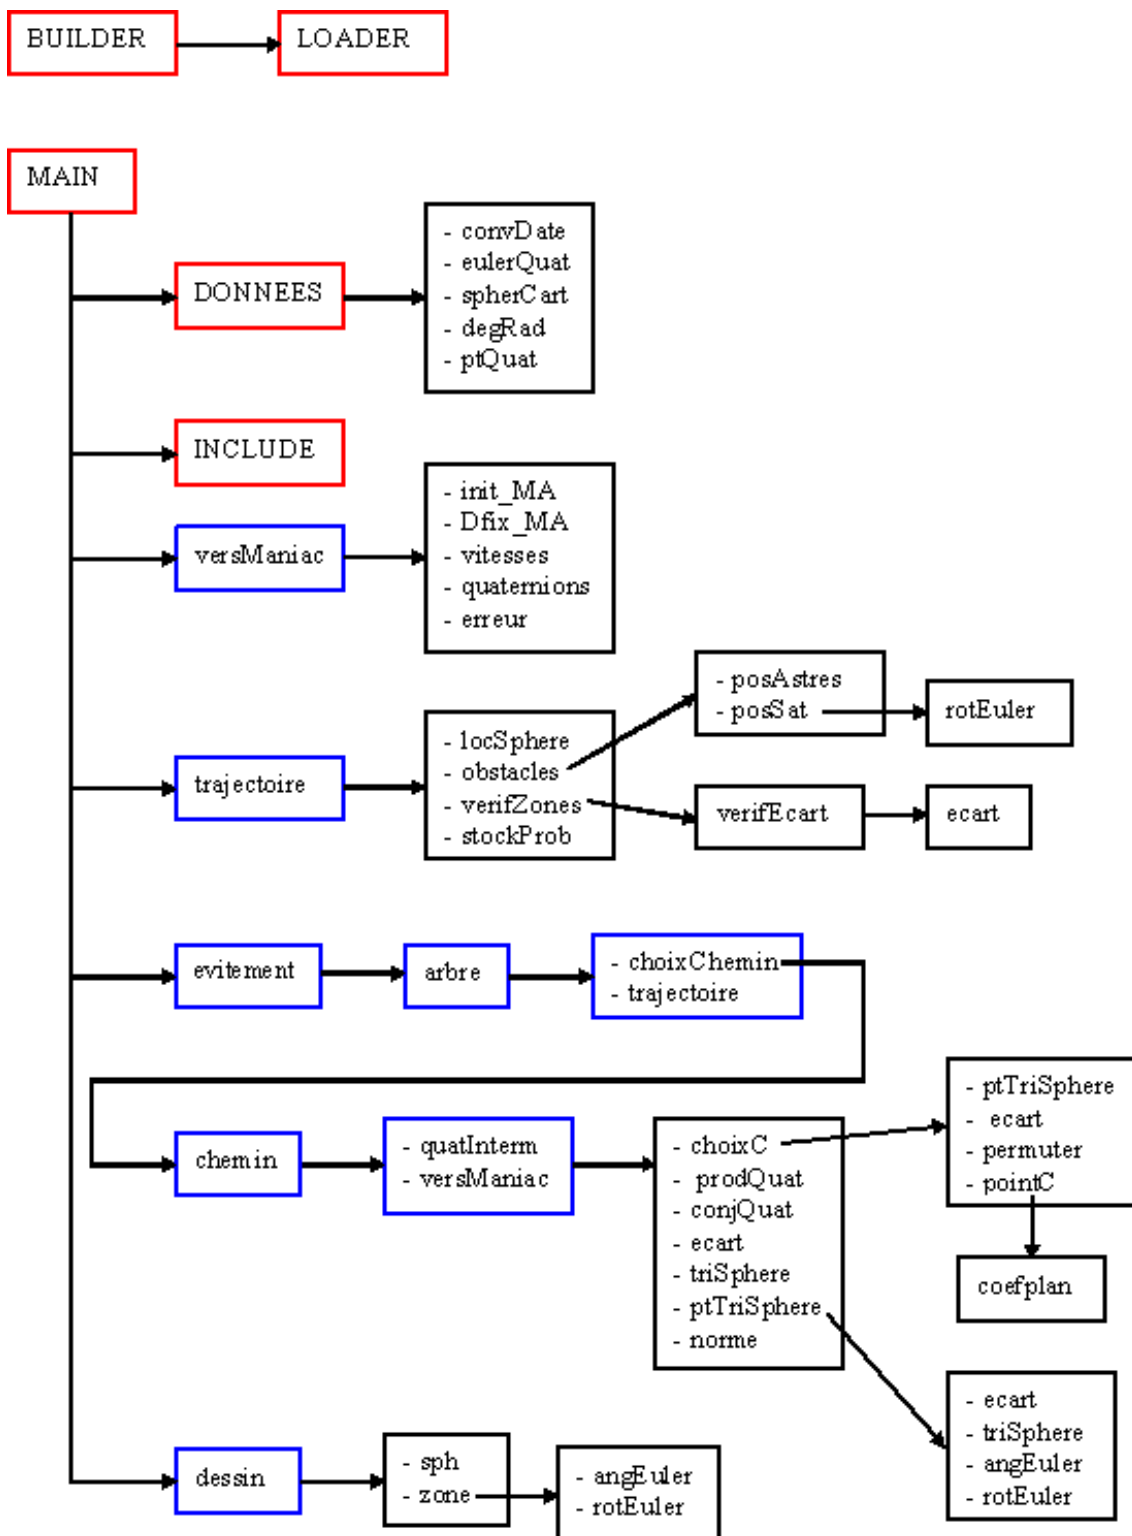 BUILDER
LOADER
MAIN
DONNEES
- convDate
- eulerQuat
- spherCart
- degRad
- ptQuat
INCLUDE
versManiac
- init_MA
- Dfix_MA
- vitesses
- quaternions
- erreur
trajectoire
- locSphere
- obstacles
- verifZones
- stockProb
- posAstres
- posSat
rotEuler
verifEcart
ecart
evitement
arbre
- choixChemin
- trajectoire
chemin
- quatInterm
- versManiac
- choixC
- prodQuat
- conjQuat
- ecart
- triSphere
- ptTriSphere
- norme
- ptTriSphere
- ecart
- permuter
- pointC
coefplan
- ecart
- triSphere
- angEuler
- rotEuler
dessin
- sph
- zone
- angEuler
- rotEuler